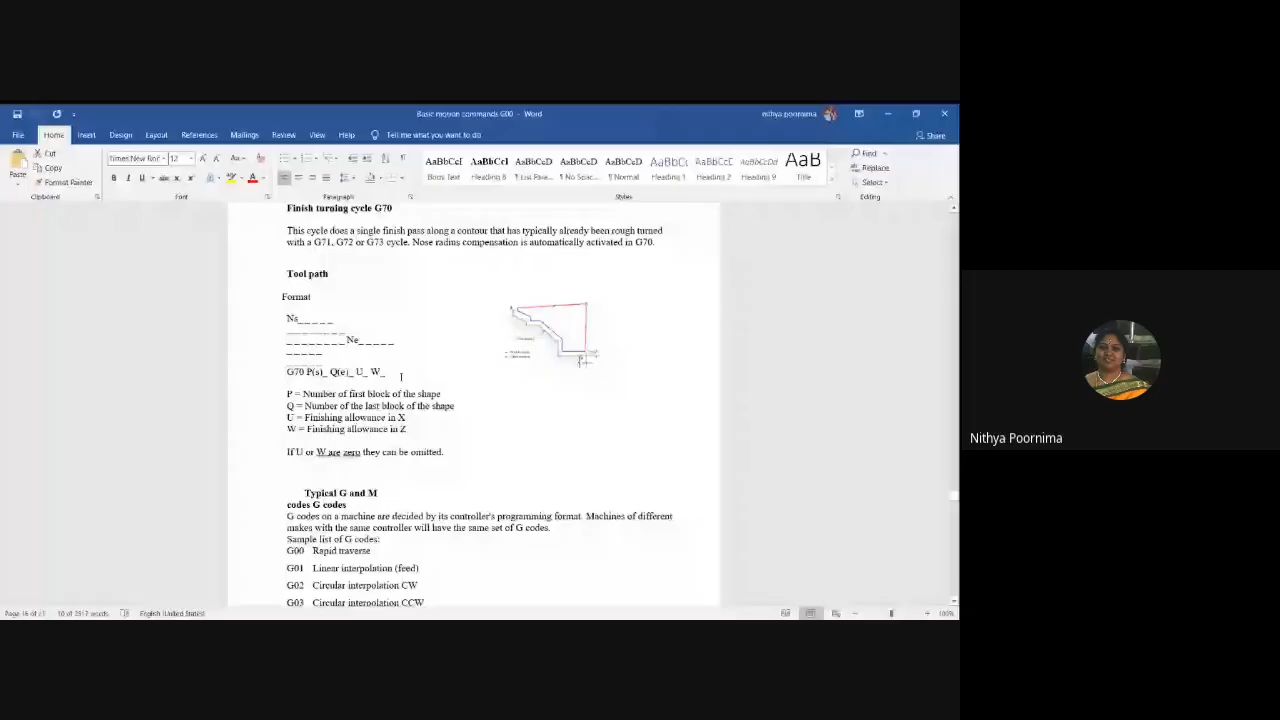 Basic motion commands G00 - Word
nithya poornima
File Home Insert Design Layout References Mailings Review View Help Tell me what you want to do
Share
Paste
Cut
Copy
Format Painter
Clipboard
Times New Ror 12
Font
Paragraph
AaBbCcI AaBbCcI AaBbCcD AaBbCcD AaBbCcD AaBbCc AaBbCcI AaBbCcDd AaB
Body Text Heading 8 ¶ List Para... ¶ No Spac... ¶ Normal Heading 1 Heading 2 Heading 9 Title
Styles
Find
Replace
Select
Editing
Finish turning cycle G70
This cycle does a single finish pass along a contour that has typically already been rough turned
with a G71, G72 or G73 cycle. Nose radius compensation is automatically activated in G70.
Tool path
Format
Ns_ _ _ _ _
_ _ _ _ _ _ _ _
_ _ _ _ _ _ _ _ Ne_ _ _ _ _
_ _ _ _ _
G70 P(s)_ Q(e)_ U_ W_
P = Number of first block of the shape
Q = Number of the last block of the shape
U = Finishing allowance in X
W = Finishing allowance in Z
If U or W are zero they can be omitted.
Typical G and M
codes G codes
G codes on a machine are decided by its controller's programming format. Machines of different
makes with the same controller will have the same set of G codes.
Sample list of G codes:
G00 Rapid traverse
G01 Linear interpolation (feed)
G02 Circular interpolation CW
G03 Circular interpolation CCW
English (United States)
100%
Nithya Poornima